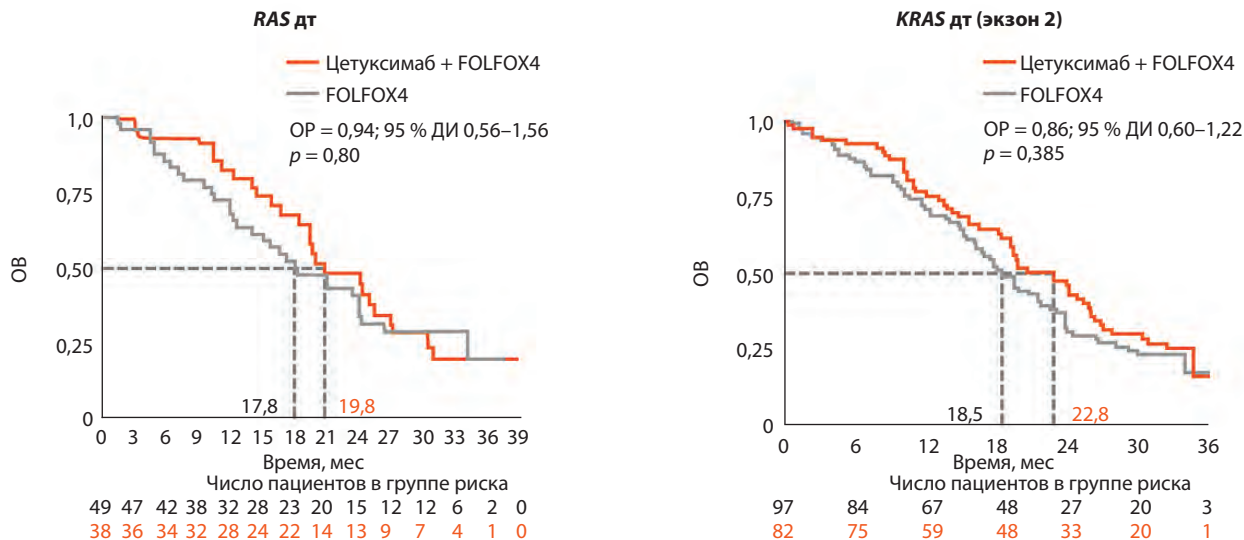 RAS дт
Цетуксимаб + FOLFOX4
FOLFOX4
ОР = 0,94; 95 % ДИ 0,56–1,56
p = 0,80
ОВ
1,0
0,75
0,50
0,25
0
17,8
19,8
0 3 6 9 12 15 18 21 24 27 30 33 36 39
Время, мес
Число пациентов в группе риска
49 47 42 38 32 28 23 20 15 12 12 6 2 0
38 36 34 32 28 24 22 14 13 9 7 4 1 0
KRAS дт (экзон 2)
Цетуксимаб + FOLFOX4
FOLFOX4
ОР = 0,86; 95 % ДИ 0,60–1,22
p = 0,385
ОВ
1,0
0,75
0,50
0,25
0
18,5
22,8
0 6 12 18 24 30 36
Время, мес
Число пациентов в группе риска
97 84 67 48 27 20 3
82 75 59 48 33 20 1